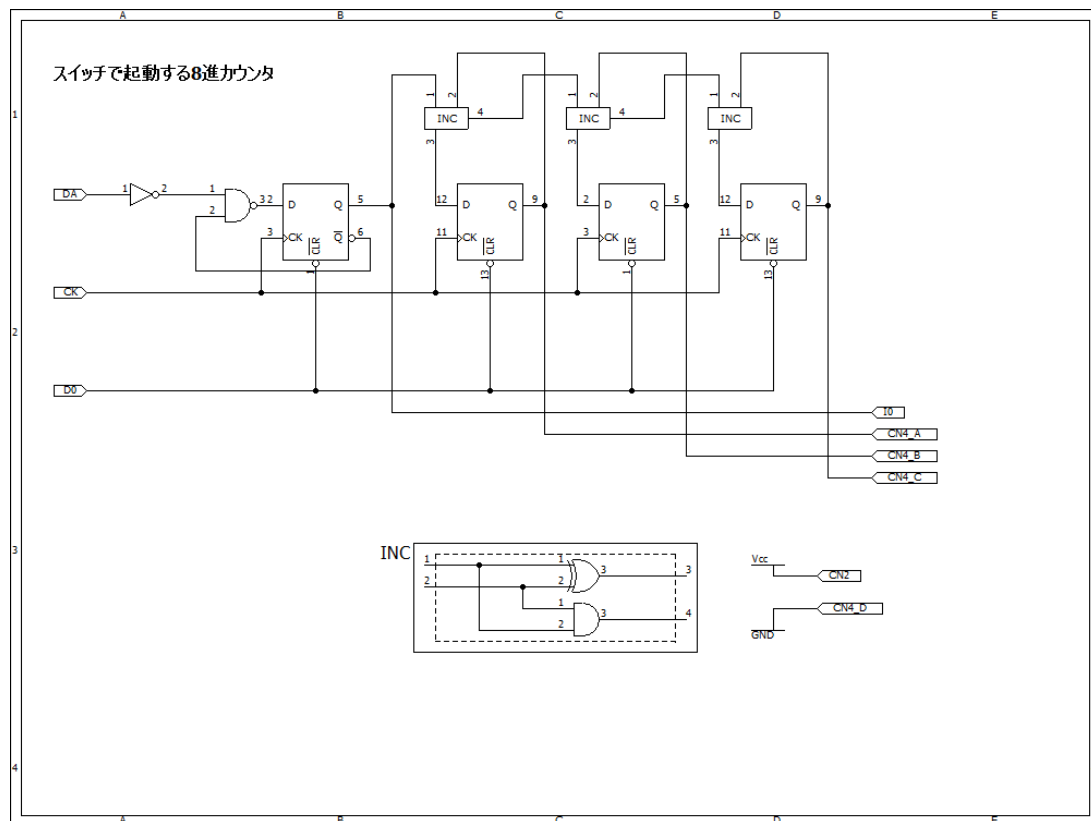 A B C D E
スイッチで起動する8進カウンタ
1 2 1 2 1 2
1 INC 4 INC 4 INC
3 3 3
DA 1 2 1 3 2 D Q 5 12 D Q 9 2 D Q 5 12 D Q 9
2 3 CK CLR Q 6 11 CK CLR 3 CK CLR 11 CK CLR
1 13 1 13
CK
2
D0
I0
CN4_A
CN4_B
CN4_C
3
INC 1 1 3 3
2 2
1 3 4
2
Vcc
CN2
CN4_D
GND
4
A B C D E